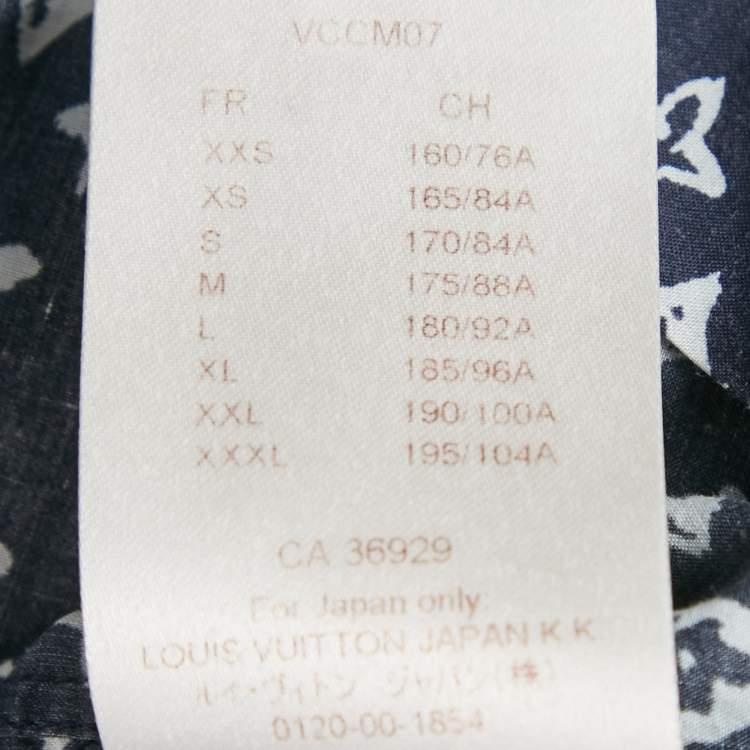 VCCM07
FR CH
XXS 160/76A
XS 165/84A
S 170/84A
M 175/88A
L 180/92A
XL 185/96A
XXL 190/100A
XXXL 195/104A
CA 36929
For Japan only:
LOUIS VUITTON JAPAN K.K.
ルイ・ヴィトン ジャパン(株)
0120-00-1854